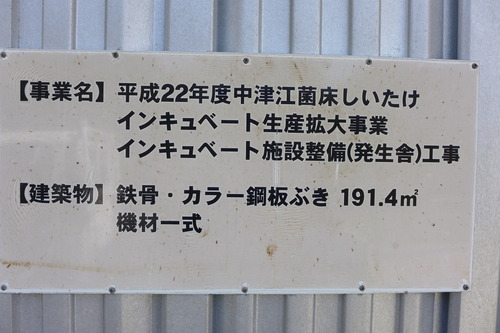 【事業名】平成22年度中津江菌床しいたけ
インキュベート生産拡大事業
インキュベート施設整備(発生舎)工事
【建築物】鉄骨・カラー鋼板ぶき 191.4㎡
機材一式